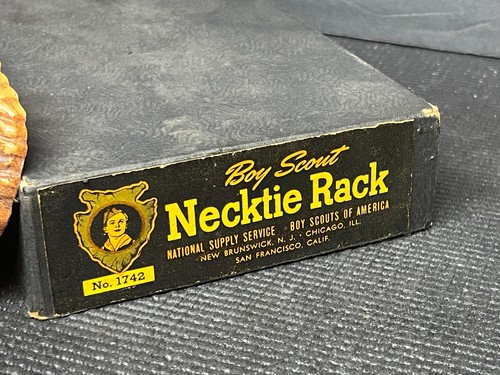 Boy Scout
Necktie Rack
NATIONAL SUPPLY SERVICE - BOY SCOUTS OF AMERICA
NEW BRUNSWICK, N. J. · CHICAGO, ILL.
SAN FRANCISCO, CALIF.
No. 1742